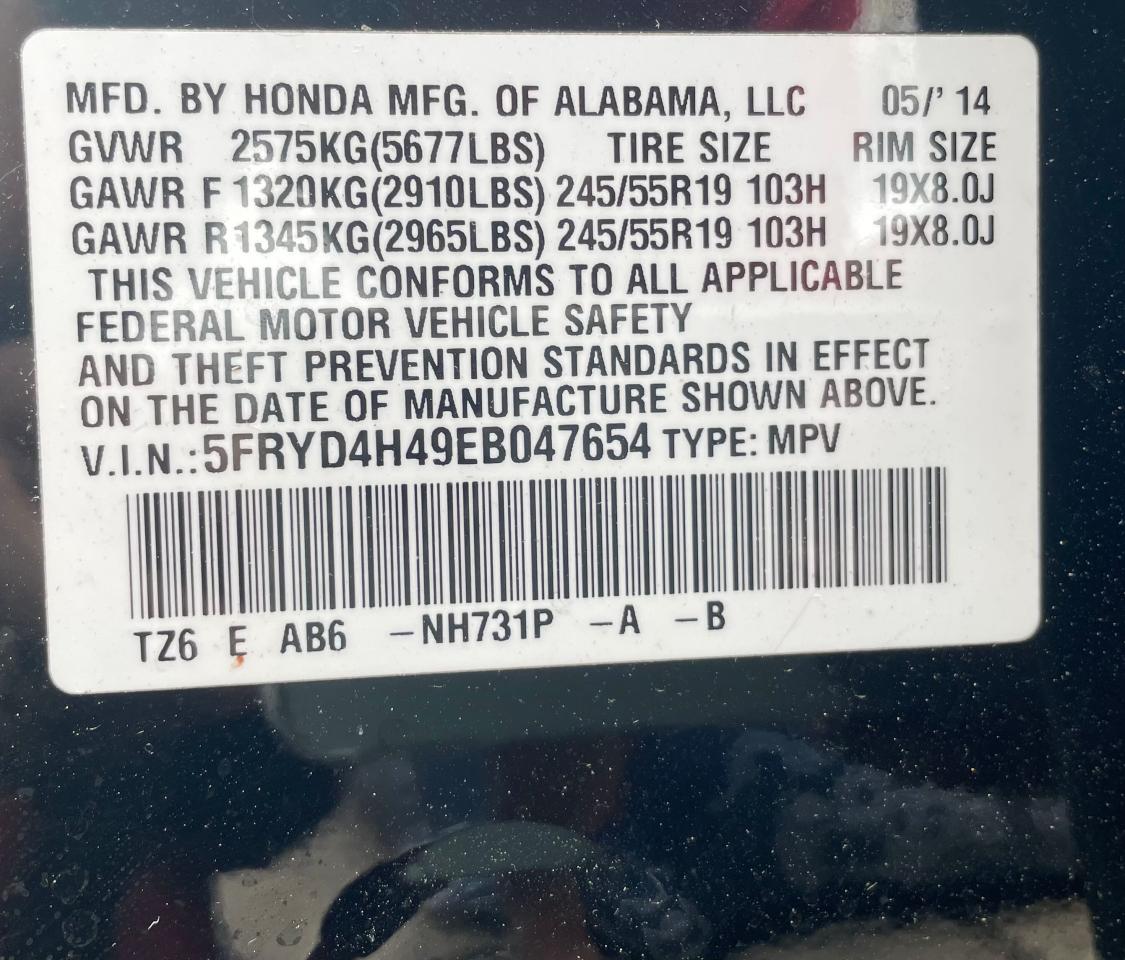 MFD. BY HONDA MFG. OF ALABAMA, LLC 05/' 14
GVWR 2575KG(5677LBS) TIRE SIZE RIM SIZE
GAWR F 1320KG(2910LBS) 245/55R19 103H 19X8.0J
GAWR R1345KG(2965LBS) 245/55R19 103H 19X8.0J
THIS VEHICLE CONFORMS TO ALL APPLICABLE
FEDERAL MOTOR VEHICLE SAFETY
AND THEFT PREVENTION STANDARDS IN EFFECT
ON THE DATE OF MANUFACTURE SHOWN ABOVE.
V.I.N.:5FRYD4H49EB047654 TYPE: MPV
TZ6 E AB6 –NH731P –A –B